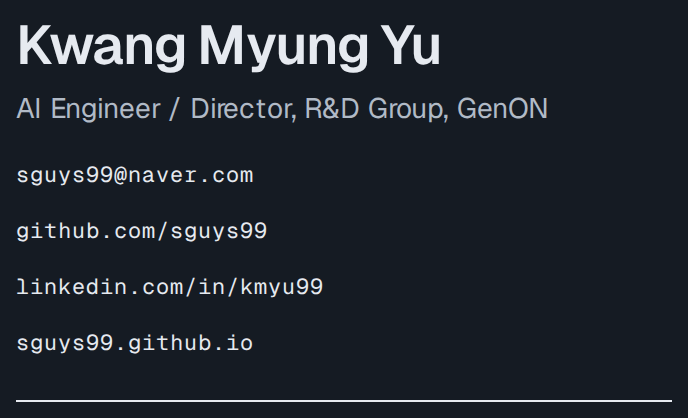 Kwang Myung Yu
AI Engineer / Director, R&D Group, GenON
sguys99@naver.com
github.com/sguys99
linkedin.com/in/kmyu99
sguys99.github.io